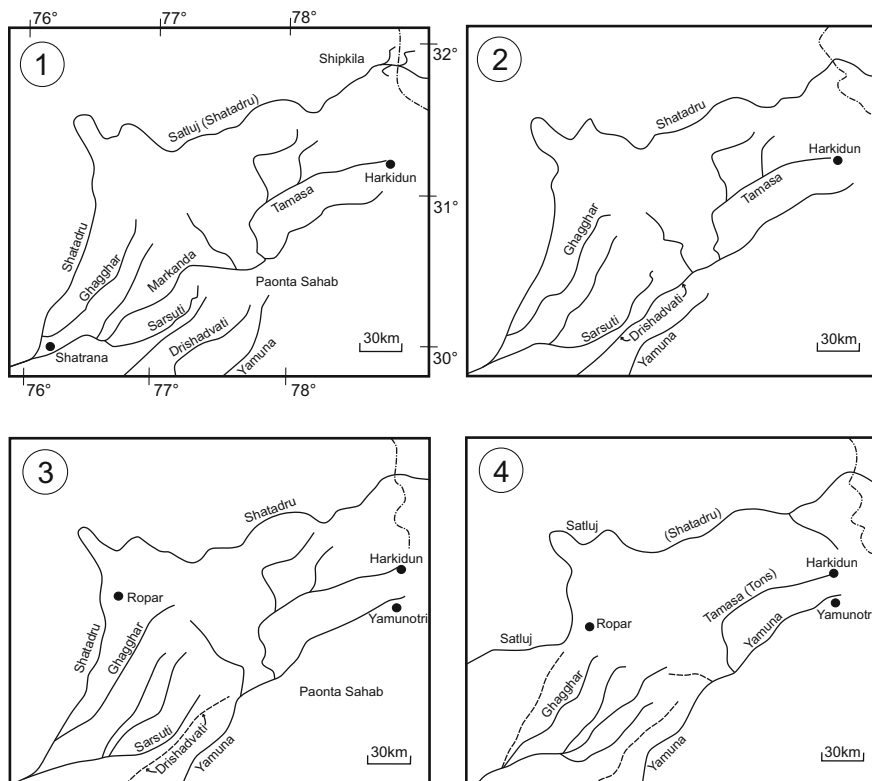 76°
77°
78°
1
Shipkila
32°
Satluj (Shatadru)
Harkidun
Tamasa
31°
Shatadru
Ghagghar
Markanda
Paonta Sahab
Sarsuti
Drishadvati
Yamuna
30km
Shatrana
30°
76°
77°
78°
2
Shatadru
Harkidun
Tamasa
Ghagghar
Sarsuti
Drishadvati
Yamuna
30km
3
Shatadru
Harkidun
Ropar
Yamunotri
Shatadru
Ghagghar
Paonta Sahab
Sarsuti
Drishadvati
Yamuna
30km
4
Satluj
(Shatadru)
Harkidun
Tamasa (Tons)
Yamunotri
Ropar
Yamuna
Satluj
Ghagghar
Yamuna
30km